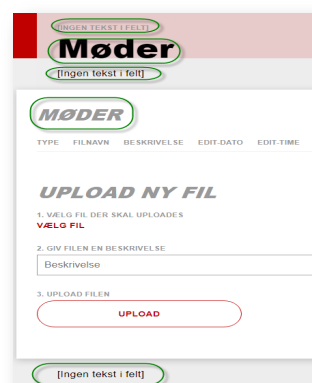 [INGEN TEKST I FELT]
Møder
[Ingen tekst i felt]
MØDER
TYPE FILNAVN BESKRIVELSE EDIT-DATO EDIT-TIME
UPLOAD NY FIL
1. VÆLG FIL DER SKAL UPLOADES
VÆLG FIL
2. GIV FILEN EN BESKRIVELSE
Beskrivelse
3. UPLOAD FILEN
UPLOAD
[Ingen tekst i felt]